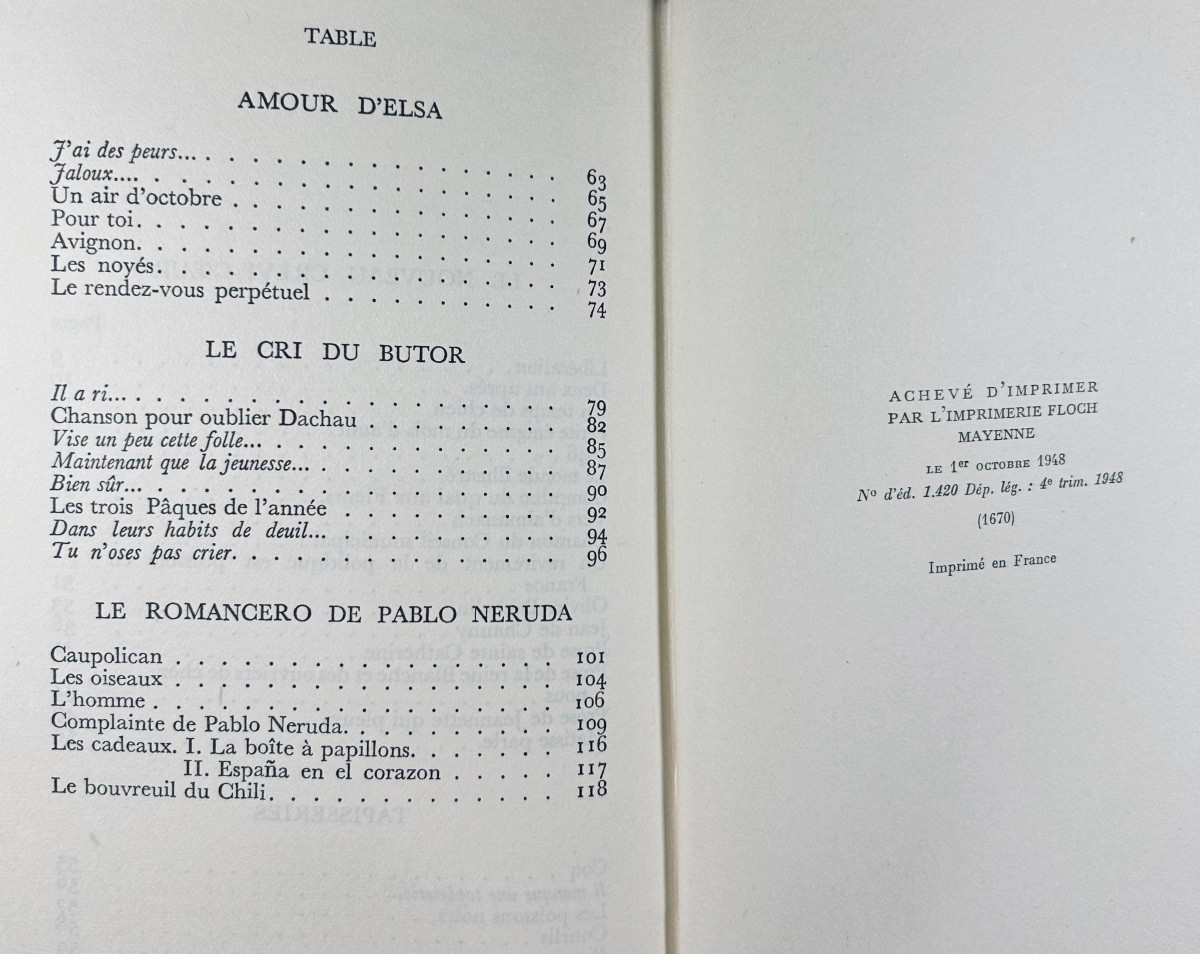 TABLE
AMOUR D'ELSA
J'ai des peurs... 63
Jaloux.... 65
Un air d'octobre 67
Pour toi. 69
Avignon. 71
Les noyés. 73
Le rendez-vous perpétuel 74
LE CRI DU BUTOR
Il a ri... 79
Chanson pour oublier Dachau 82
Vise un peu cette folle... 85
Maintenant que la jeunesse... 87
Bien sûr... 90
Les trois Pâques de l'année 92
Dans leurs habits de deuil... 94
Tu n'oses pas crier. 96
LE ROMANCERO DE PABLO NERUDA
Caupolican 101
Les oiseaux 104
L'homme 106
Complainte de Pablo Neruda. 109
Les cadeaux. I. La boîte à papillons. 116
II. España en el corazon 117
Le bouvreuil du Chili. 118
ACHEVÉ D'IMPRIMER
PAR L'IMPRIMERIE FLOCH
MAYENNE
LE 1er OCTOBRE 1948
No d'éd. 1.420 Dép. lég. : 4e trim. 1948
(1670)
Imprimé en France